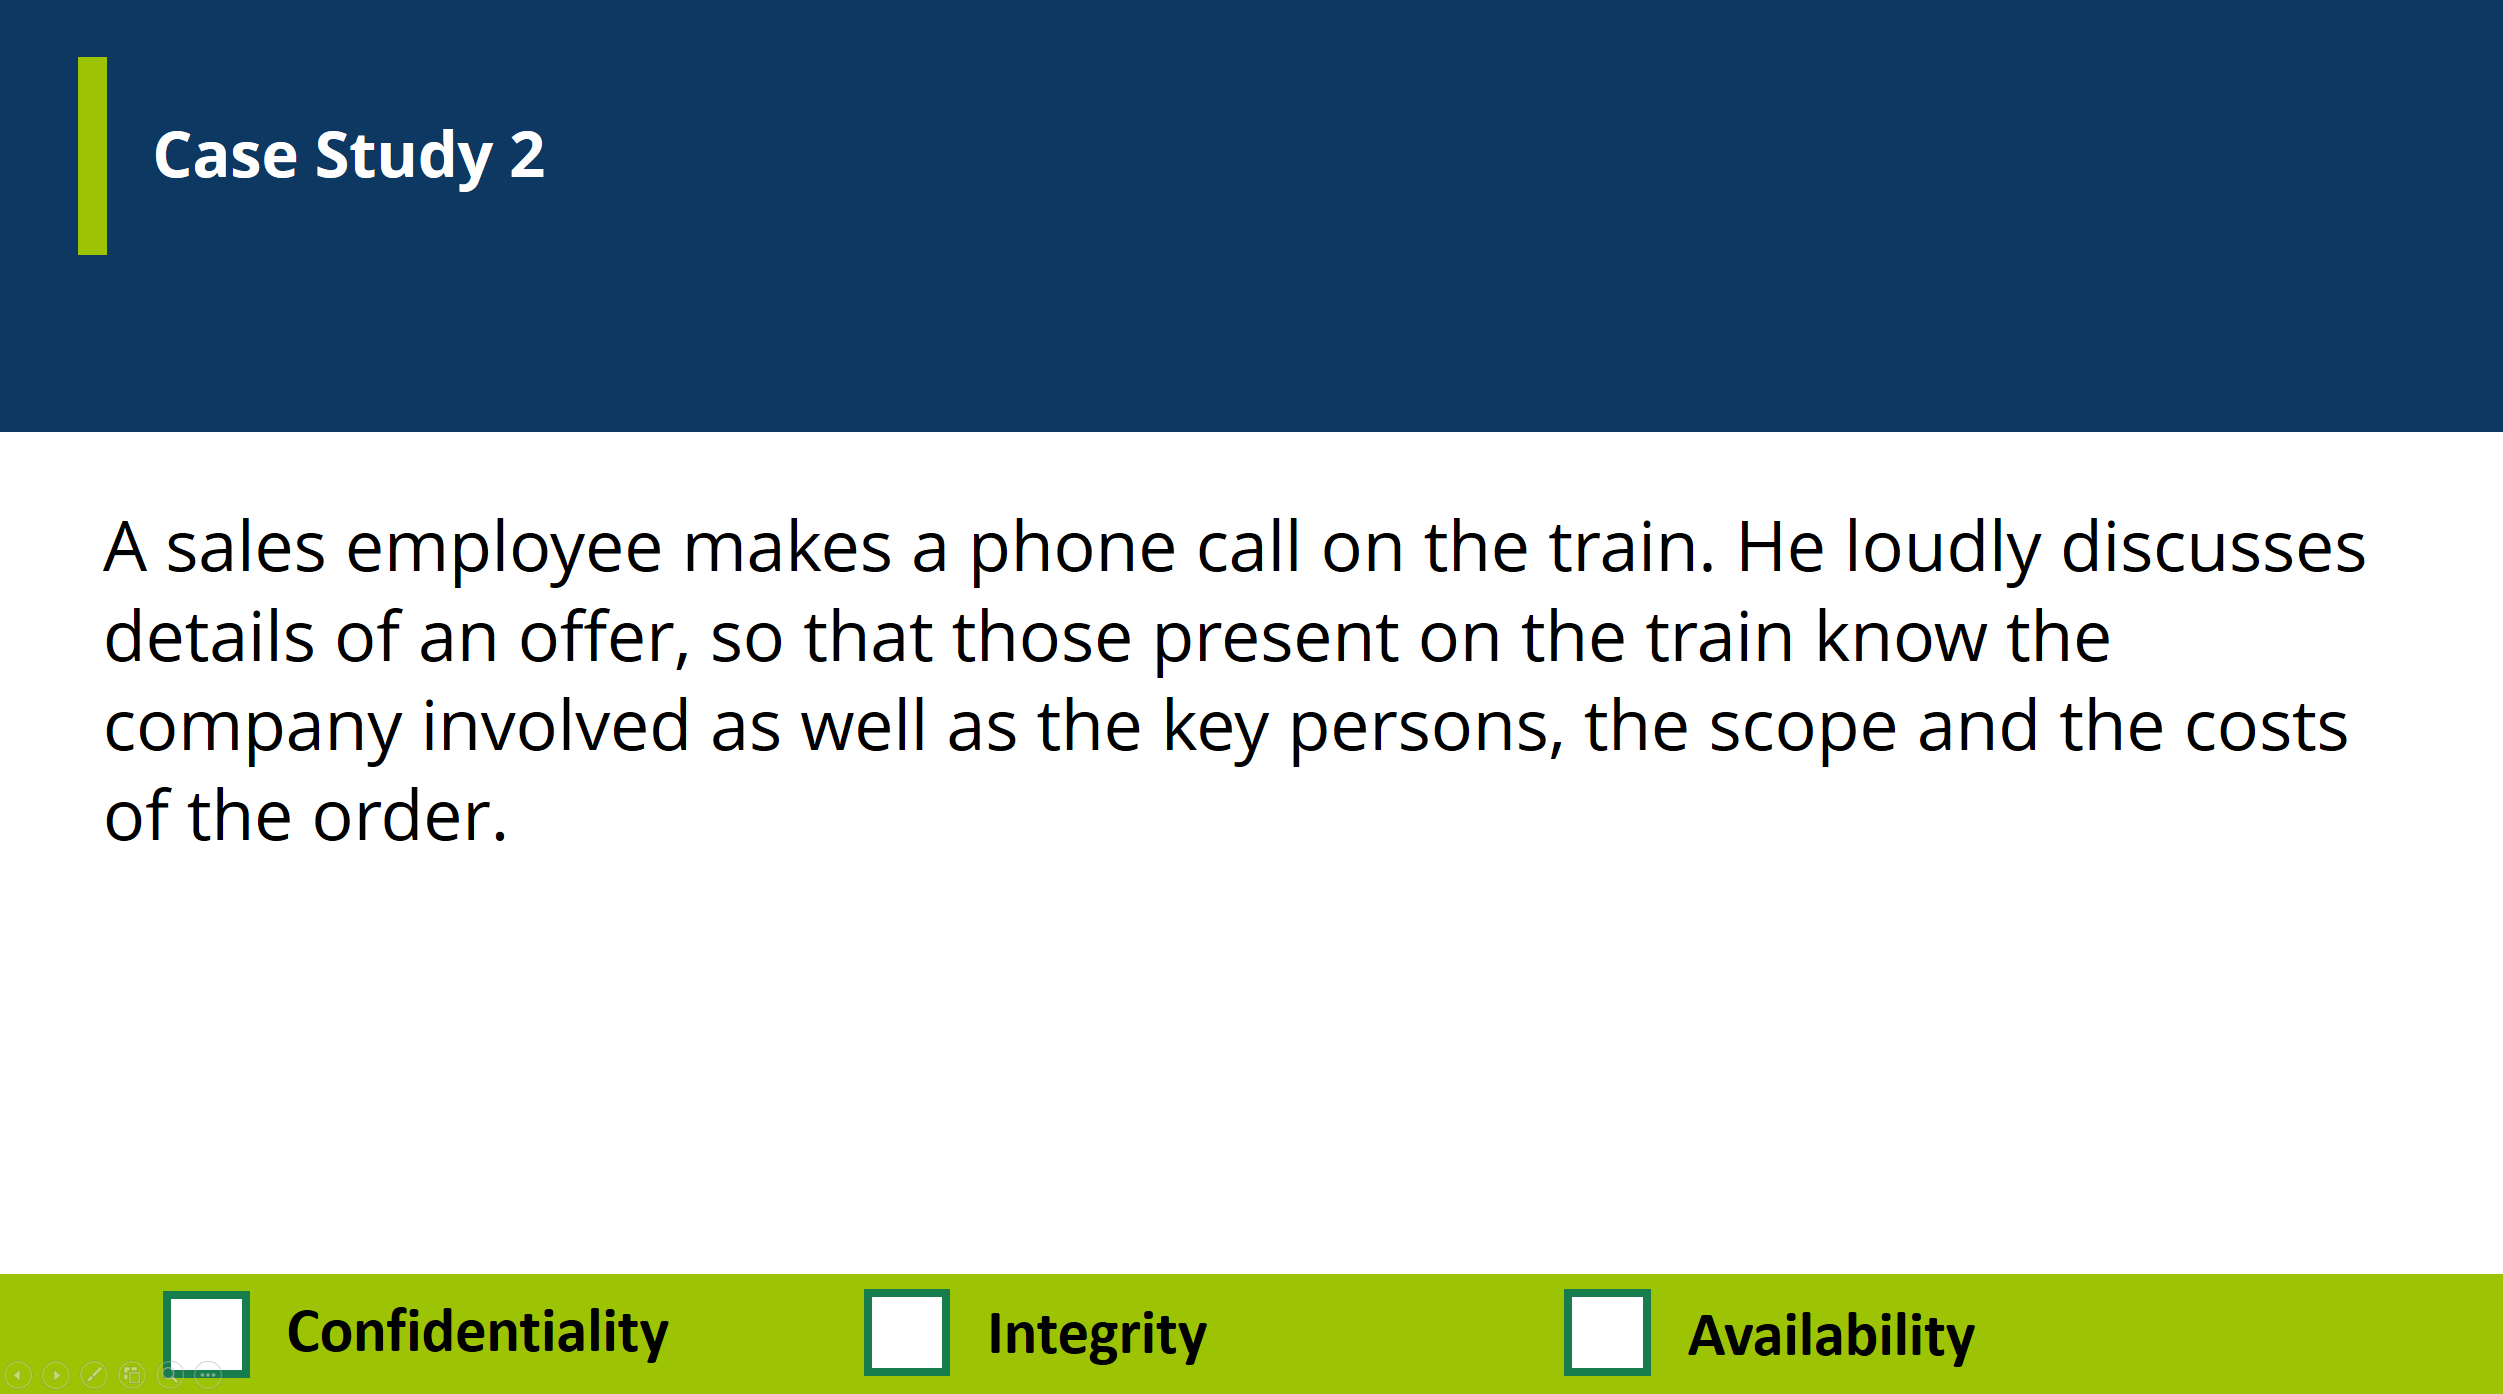 Case Study 2
A sales employee makes a phone call on the train. He loudly discusses
details of an offer, so that those present on the train know the
company involved as well as the key persons, the scope and the costs
of the order.
Confidentiality
Integrity
Availability